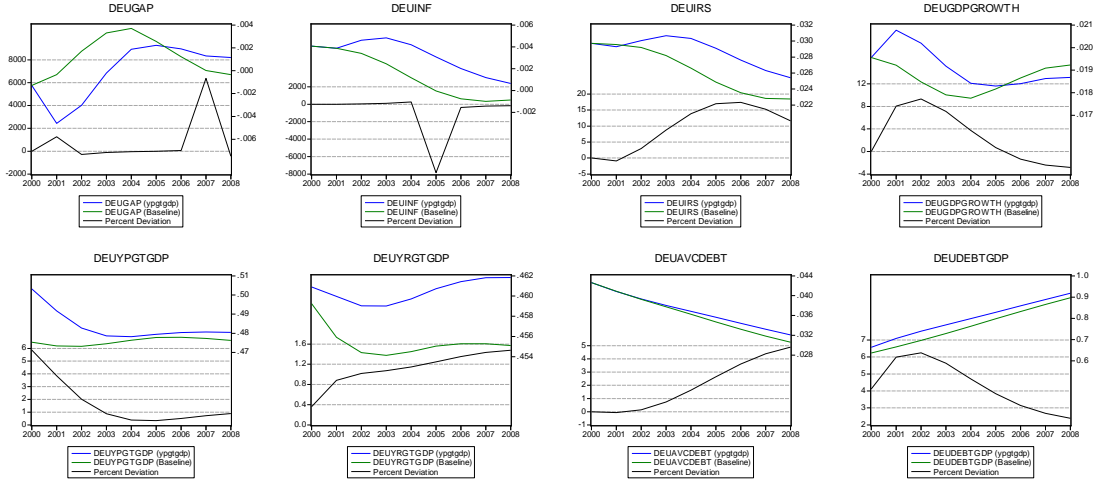 DEUGAP
8000
6000
4000
2000
0
-2000
.004
.002
.000
-.002
-.004
-.006
2000 2001 2002 2003 2004 2005 2006 2007 2008
DEUGAP (ypgtgdp)
DEUGAP (Baseline)
Percent Deviation
DEUINF
2000
0
-2000
-4000
-6000
-8000
.006
.004
.002
.000
-.002
2000 2001 2002 2003 2004 2005 2006 2007 2008
DEUINF (ypgtgdp)
DEUINF (Baseline)
Percent Deviation
DEUIRS
20
15
10
5
0
-5
.032
.030
.028
.026
.024
.022
2000 2001 2002 2003 2004 2005 2006 2007 2008
DEUIRS (ypgtgdp)
DEUIRS (Baseline)
Percent Deviation
DEUGDPGROWTH
12
8
4
0
-4
.021
.020
.019
.018
.017
2000 2001 2002 2003 2004 2005 2006 2007 2008
DEUGDPGROWTH (ypgtgdp)
DEUGDPGROWTH (Baseline)
Percent Deviation
DEUYPGTGDP
6
5
4
3
2
1
0
.51
.50
.49
.48
.47
2000 2001 2002 2003 2004 2005 2006 2007 2008
DEUYPGTGDP (ypgtgdp)
DEUYPGTGDP (Baseline)
Percent Deviation
DEUYRGTGDP
1.6
1.2
0.8
0.4
0.0
.462
.460
.458
.456
.454
2000 2001 2002 2003 2004 2005 2006 2007 2008
DEUYRGTGDP (ypgtgdp)
DEUYRGTGDP (Baseline)
Percent Deviation
DEUAVCDEBT
5
4
3
2
1
0
-1
.044
.040
.036
.032
.028
2000 2001 2002 2003 2004 2005 2006 2007 2008
DEUAVCDEBT (ypgtgdp)
DEUAVCDEBT (Baseline)
Percent Deviation
DEUDEBTGDP
7
6
5
4
3
2
1.0
0.9
0.8
0.7
0.6
2000 2001 2002 2003 2004 2005 2006 2007 2008
DEUDEBTGDP (ypgtgdp)
DEUDEBTGDP (Baseline)
Percent Deviation